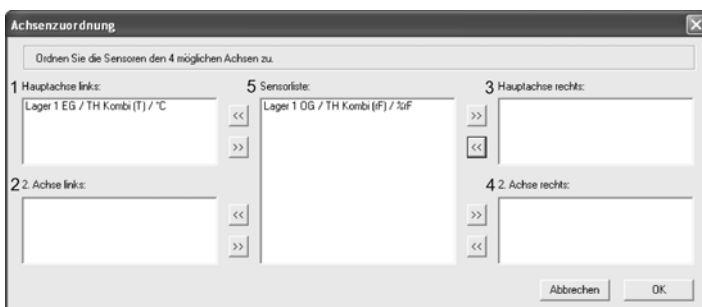 Achsenzuordnung
Ordnen Sie die Sensoren den 4 möglichen Achsen zu.
1 Hauptachse links:
Lager 1 EG / TH Kombi (T) / °C
<<
>>
5 Sensorliste:
Lager 1 OG / TH Kombi (rF) / %rF
>>
<<
3 Hauptachse rechts:
2 2. Achse links:
<<
>>
>>
<<
4 2. Achse rechts:
Abbrechen
OK